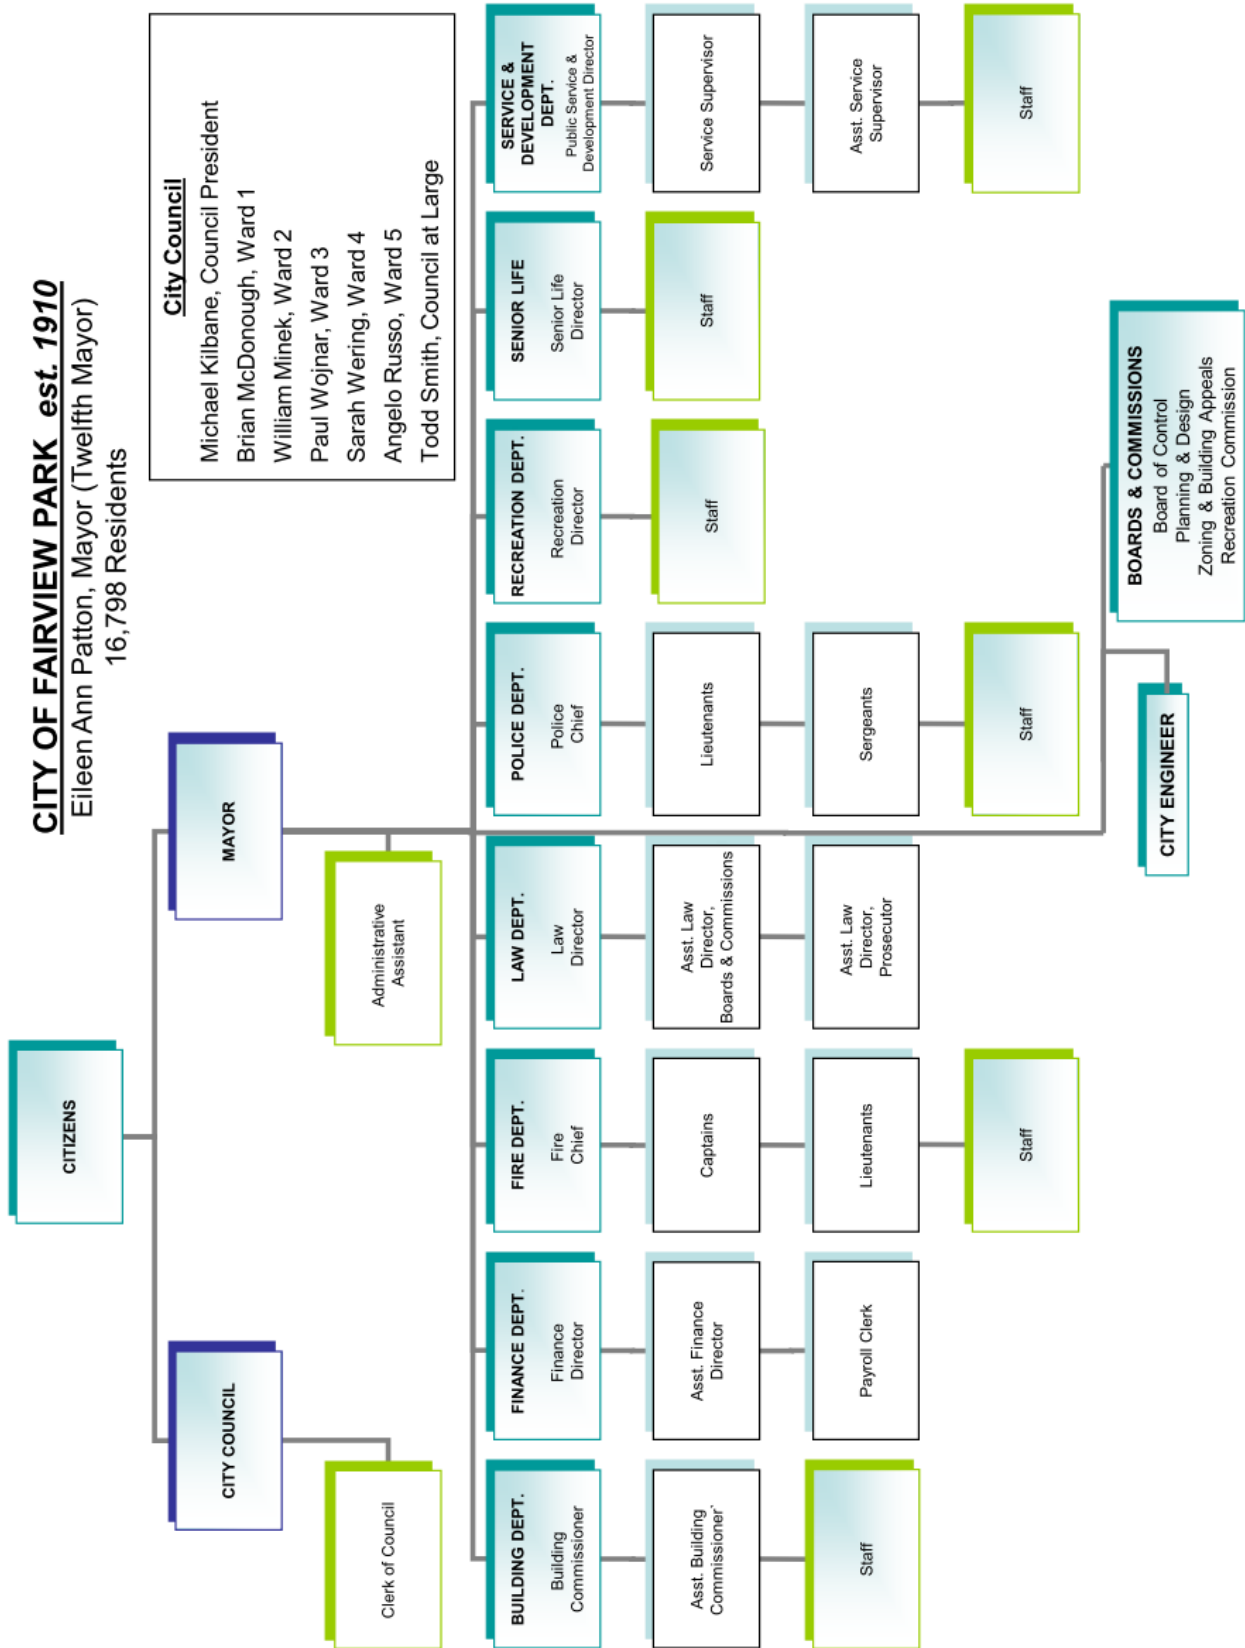 CITY OF FAIRVIEW PARK est. 1910
Eileen Ann Patton, Mayor (Twelfth Mayor)
16,798 Residents
City Council
Michael Kilbane, Council President
Brian McDonough, Ward 1
William Minek, Ward 2
Paul Wojnar, Ward 3
Sarah Wering, Ward 4
Angelo Russo, Ward 5
Todd Smith, Council at Large
CITIZENS
CITY COUNCIL
MAYOR
Clerk of Council
Administrative
Assistant
BUILDING DEPT.
Building
Commissioner
Asst. Building
Commissioner`
Staff
FINANCE DEPT.
Finance
Director
Asst. Finance
Director
Payroll Clerk
FIRE DEPT.
Fire
Chief
Captains
Lieutenants
Staff
LAW DEPT.
Law
Director
Asst. Law
Director,
Boards & Commissions
Asst. Law
Director,
Prosecutor
POLICE DEPT.
Police
Chief
Lieutenants
Sergeants
Staff
RECREATION DEPT.
Recreation
Director
Staff
SENIOR LIFE
Senior Life
Director
Staff
SERVICE &
DEVELOPMENT
DEPT.
Public Service &
Development Director
Service Supervisor
Asst. Service
Supervisor
Staff
CITY ENGINEER
BOARDS & COMMISSIONS
Board of Control
Planning & Design
Zoning & Building Appeals
Recreation Commission